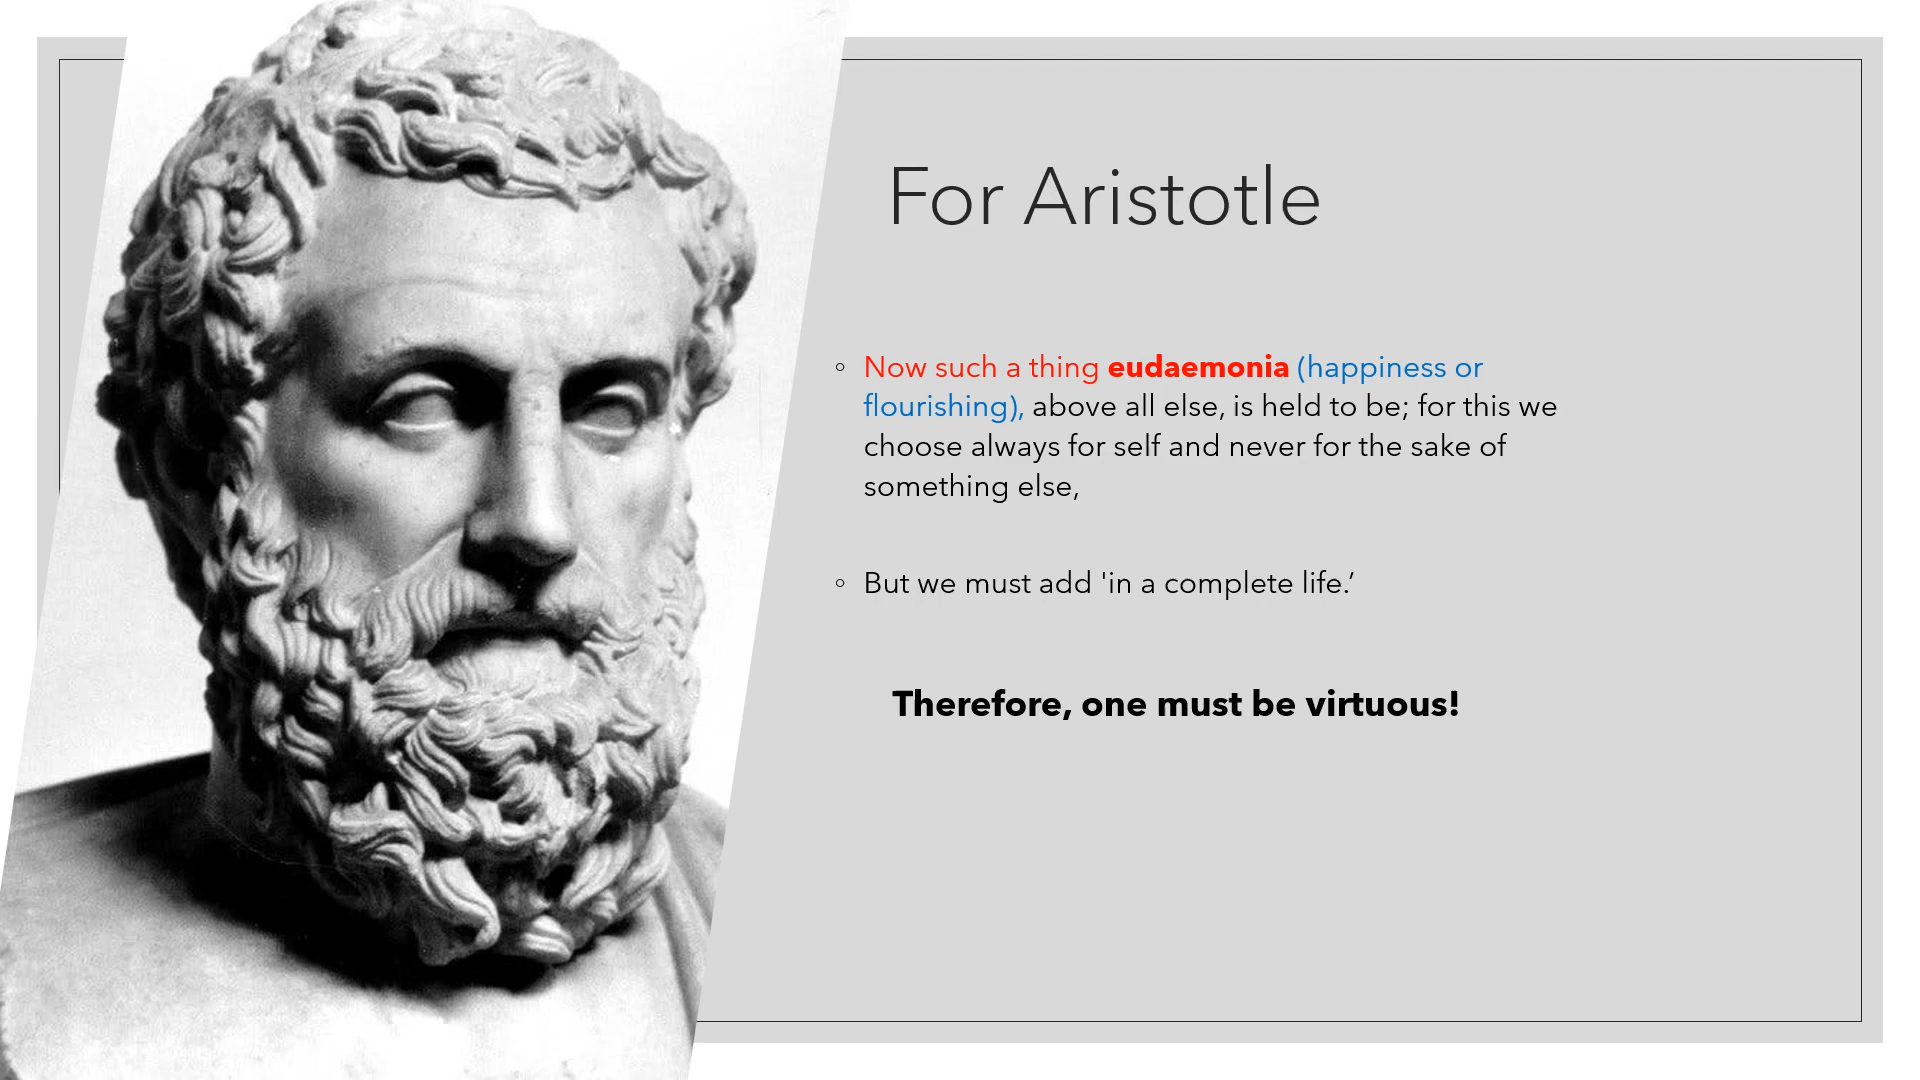 For Aristotle
◦ Now such a thing eudaemonia (happiness or
flourishing), above all else, is held to be; for this we
choose always for self and never for the sake of
something else,
◦ But we must add 'in a complete life.’
Therefore, one must be virtuous!